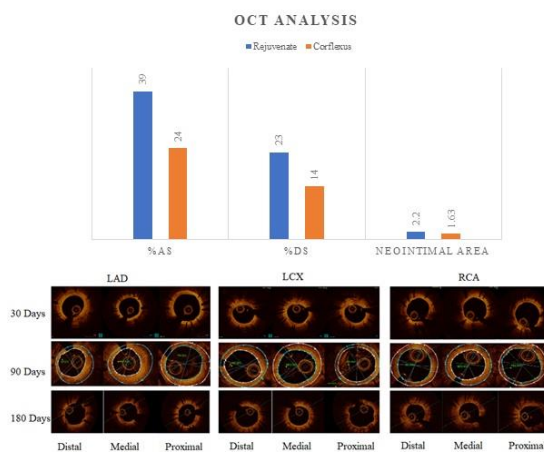 OCT ANALYSIS
Rejuvenate Corflexus
39
24
23
14
2.2
1.63
%AS %DS NEOINTIMAL AREA
LAD LCX RCA
30 Days
90 Days
180 Days
Distal Medial Proximal Distal Medial Proximal Distal Medial Proximal